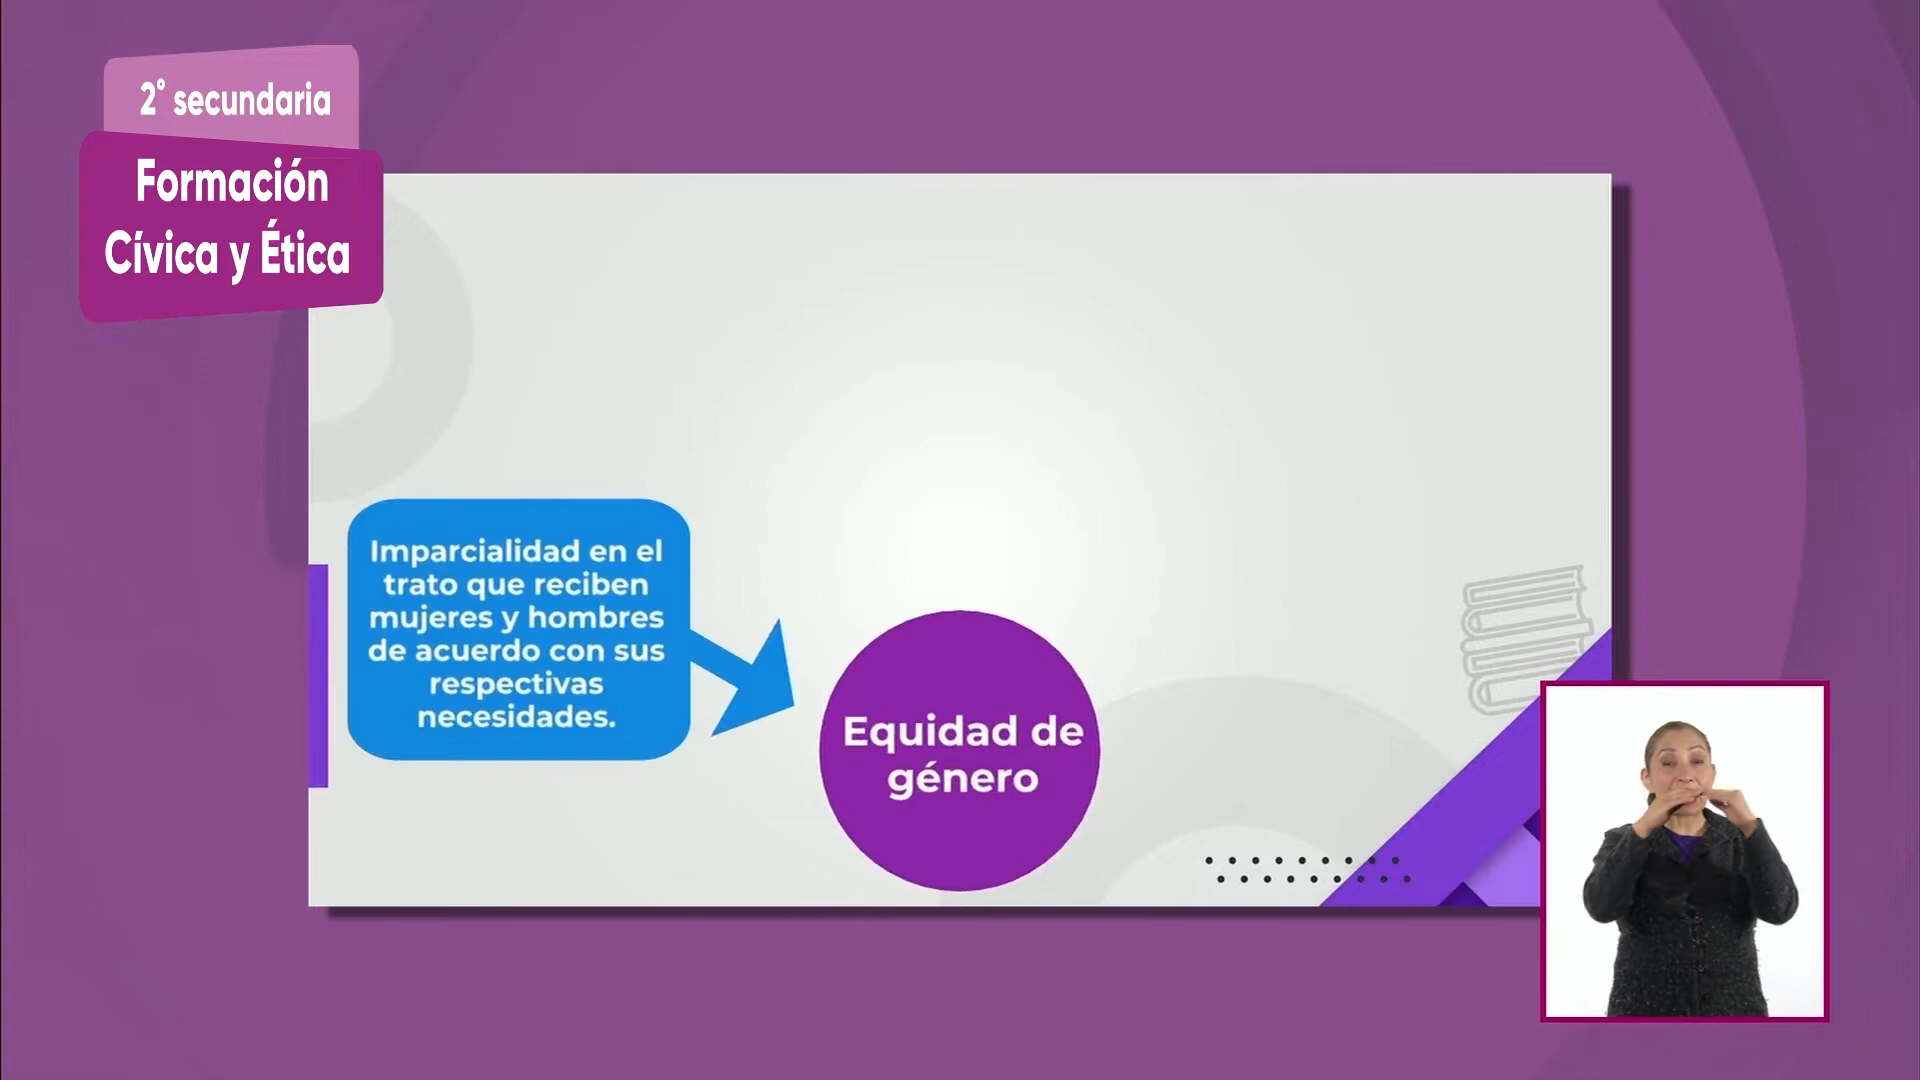 2° secundaria
Formación
Cívica y Ética
Imparcialidad en el
trato que reciben
mujeres y hombres
de acuerdo con sus
respectivas
necesidades.
Equidad de
género